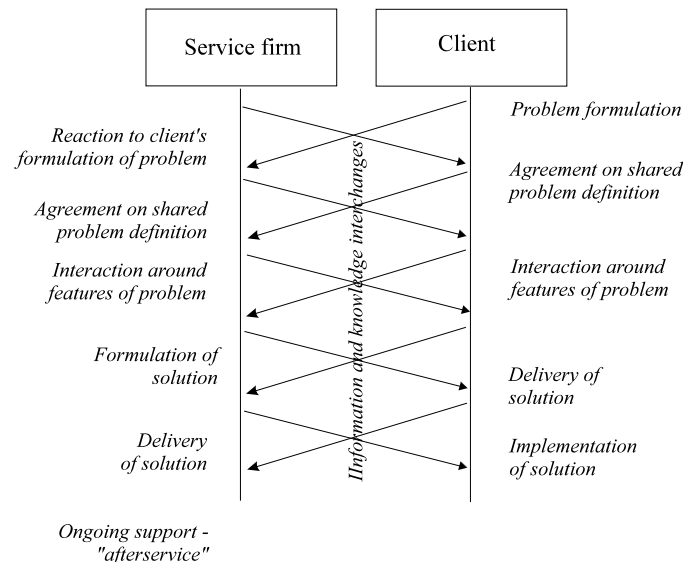 Service firm
Client
Problem formulation
Reaction to client's
formulation of problem
Agreement on shared
problem definition
Agreement on shared
problem definition
Interaction around
features of problem
Interaction around
features of problem
Formulation of
solution
Delivery of
solution
Delivery
of solution
Implementation
of solution
Ongoing support -
"afterservice"
IInformation and knowledge interchanges